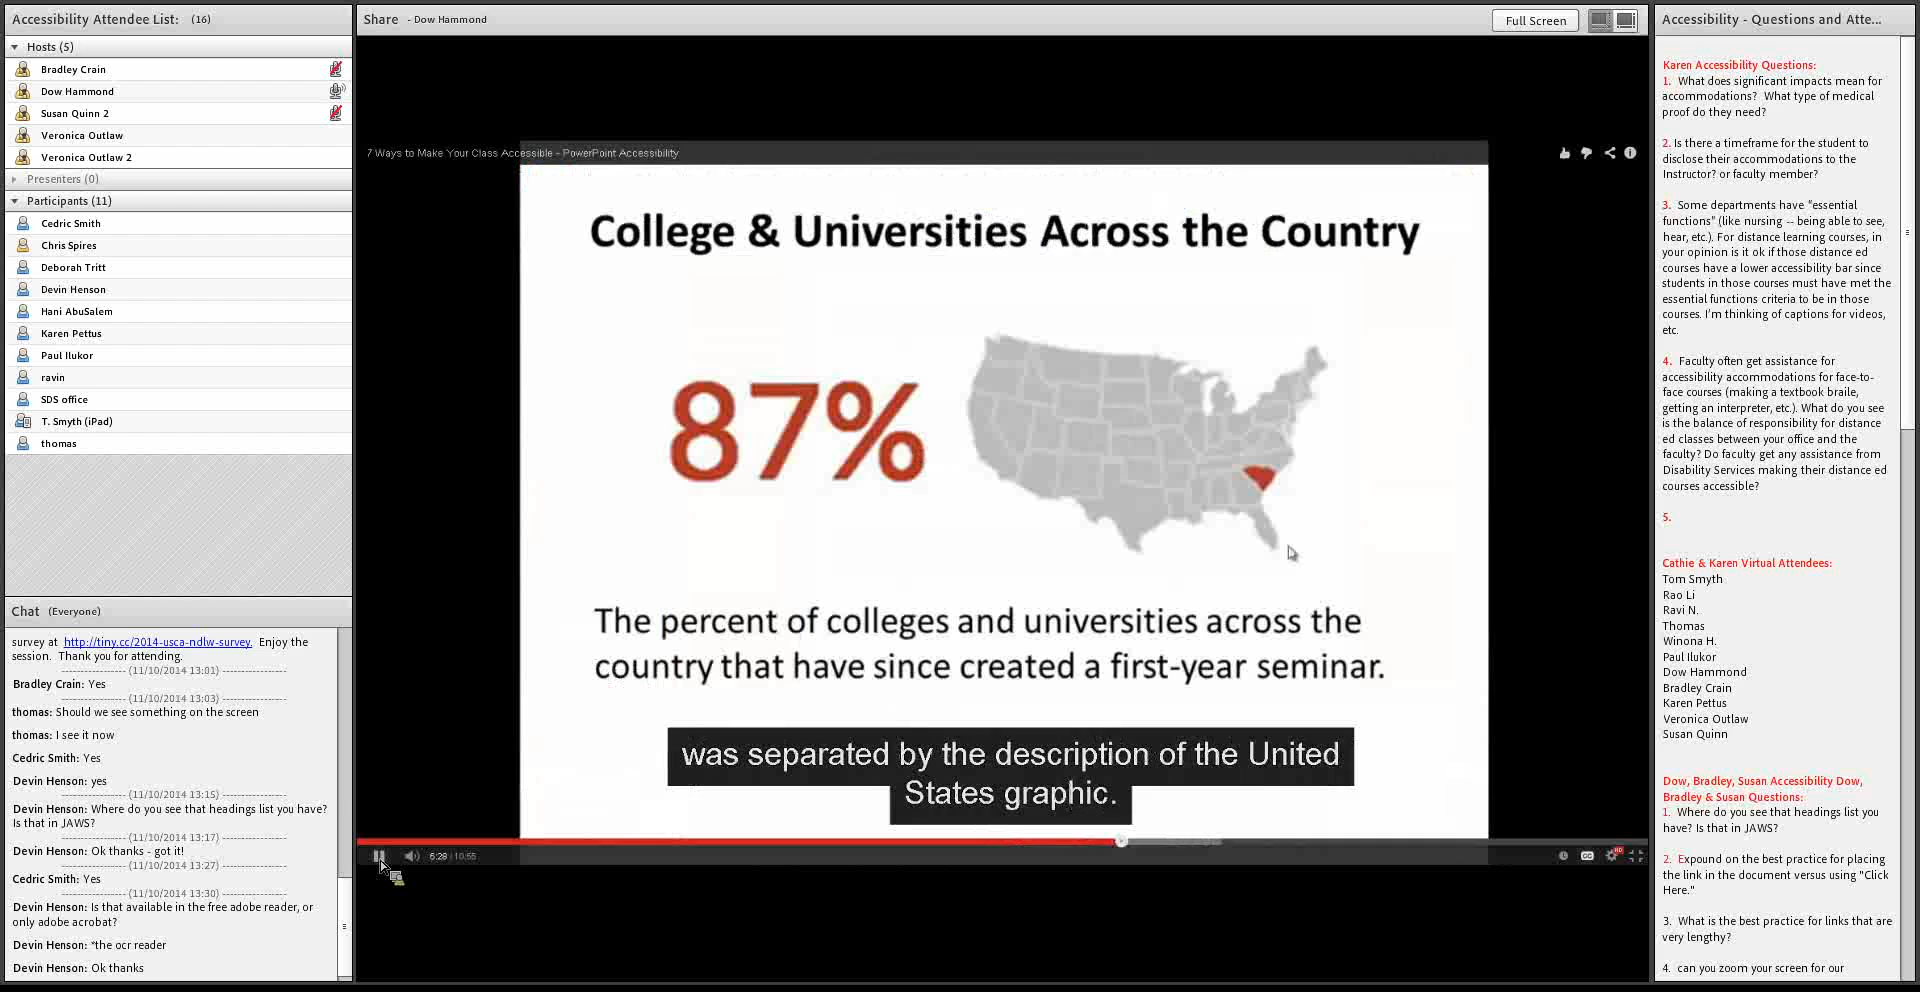 Accessibility Attendee List: (16)
Hosts (5)
Bradley Crain
Dow Hammond
Susan Quinn 2
Veronica Outlaw
Veronica Outlaw 2
Presenters (0)
Participants (11)
Cedric Smith
Chris Spires
Deborah Tritt
Devin Henson
Hani AbuSalem
Karen Pettus
Paul Ilukor
ravin
SDS office
T. Smyth (iPad)
thomas
Chat (Everyone)
survey at http://tiny.cc/2014-usca-ndlw-survey. Enjoy the
session. Thank you for attending.
------------------ (11/10/2014 13:01) ------------------
Bradley Crain: Yes
------------------ (11/10/2014 13:03) ------------------
thomas: Should we see something on the screen
thomas: I see it now
Cedric Smith: Yes
Devin Henson: yes
------------------ (11/10/2014 13:15) ------------------
Devin Henson: Where do you see that headings list you have?
Is that in JAWS?
------------------ (11/10/2014 13:17) ------------------
Devin Henson: Ok thanks - got it!
------------------ (11/10/2014 13:27) ------------------
Cedric Smith: Yes
------------------ (11/10/2014 13:30) ------------------
Devin Henson: Is that available in the free adobe reader, or
only adobe acrobat?
Devin Henson: *the ocr reader
Devin Henson: Ok thanks
Share - Dow Hammond
Full Screen
7 Ways to Make Your Class Accessible - PowerPoint Accessibility
College & Universities Across the Country
87%
The percent of colleges and universities across the
country that have since created a first-year seminar.
was separated by the description of the United
States graphic.
6:28 / 10:55
CC
HD
Accessibility - Questions and Atte...
Karen Accessibility Questions:
1. What does significant impacts mean for
accommodations? What type of medical
proof do they need?
2. Is there a timeframe for the student to
disclose their accommodations to the
Instructor? or faculty member?
3. Some departments have "essential
functions" (like nursing -- being able to see,
hear, etc.). For distance learning courses, in
your opinion is it ok if those distance ed
courses have a lower accessibility bar since
students in those courses must have met the
essential functions criteria to be in those
courses. I'm thinking of captions for videos,
etc.
4. Faculty often get assistance for
accessibility accommodations for face-to-
face courses (making a textbook braile,
getting an interpreter, etc.). What do you see
is the balance of responsibility for distance
ed classes between your office and the
faculty? Do faculty get any assistance from
Disability Services making their distance ed
courses accessible?
5.
Cathie & Karen Virtual Attendees:
Tom Smyth
Rao Li
Ravi N.
Thomas
Winona H.
Paul Ilukor
Dow Hammond
Bradley Crain
Karen Pettus
Veronica Outlaw
Susan Quinn
Dow, Bradley, Susan Accessibility Dow,
Bradley & Susan Questions:
1. Where do you see that headings list you
have? Is that in JAWS?
2. Expound on the best practice for placing
the link in the document versus using "Click
Here."
3. What is the best practice for links that are
very lengthy?
4. can you zoom your screen for our